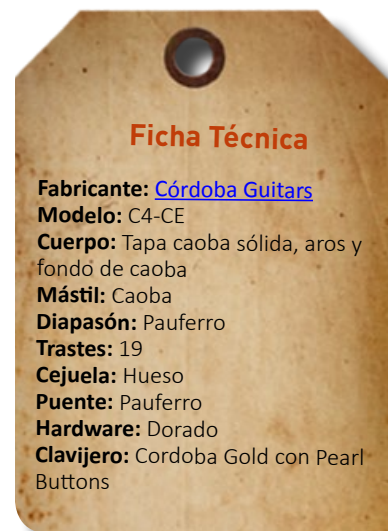 Ficha Técnica
Fabricante: Córdoba Guitars
Modelo: C4-CE
Cuerpo: Tapa caoba sólida, aros y
fondo de caoba
Mástil: Caoba
Diapasón: Pauferro
Trastes: 19
Cejuela: Hueso
Puente: Pauferro
Hardware: Dorado
Clavijero: Cordoba Gold con Pearl
Buttons